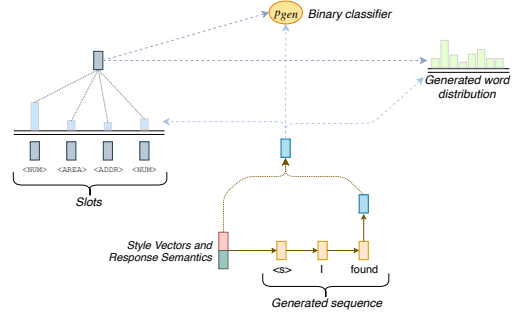 pgen Binary classifier
Generated word
distribution
<NUM> <AREA> <ADDR> <NUM>
Slots
Style Vectors and
Response Semantics
<s> I found
Generated sequence